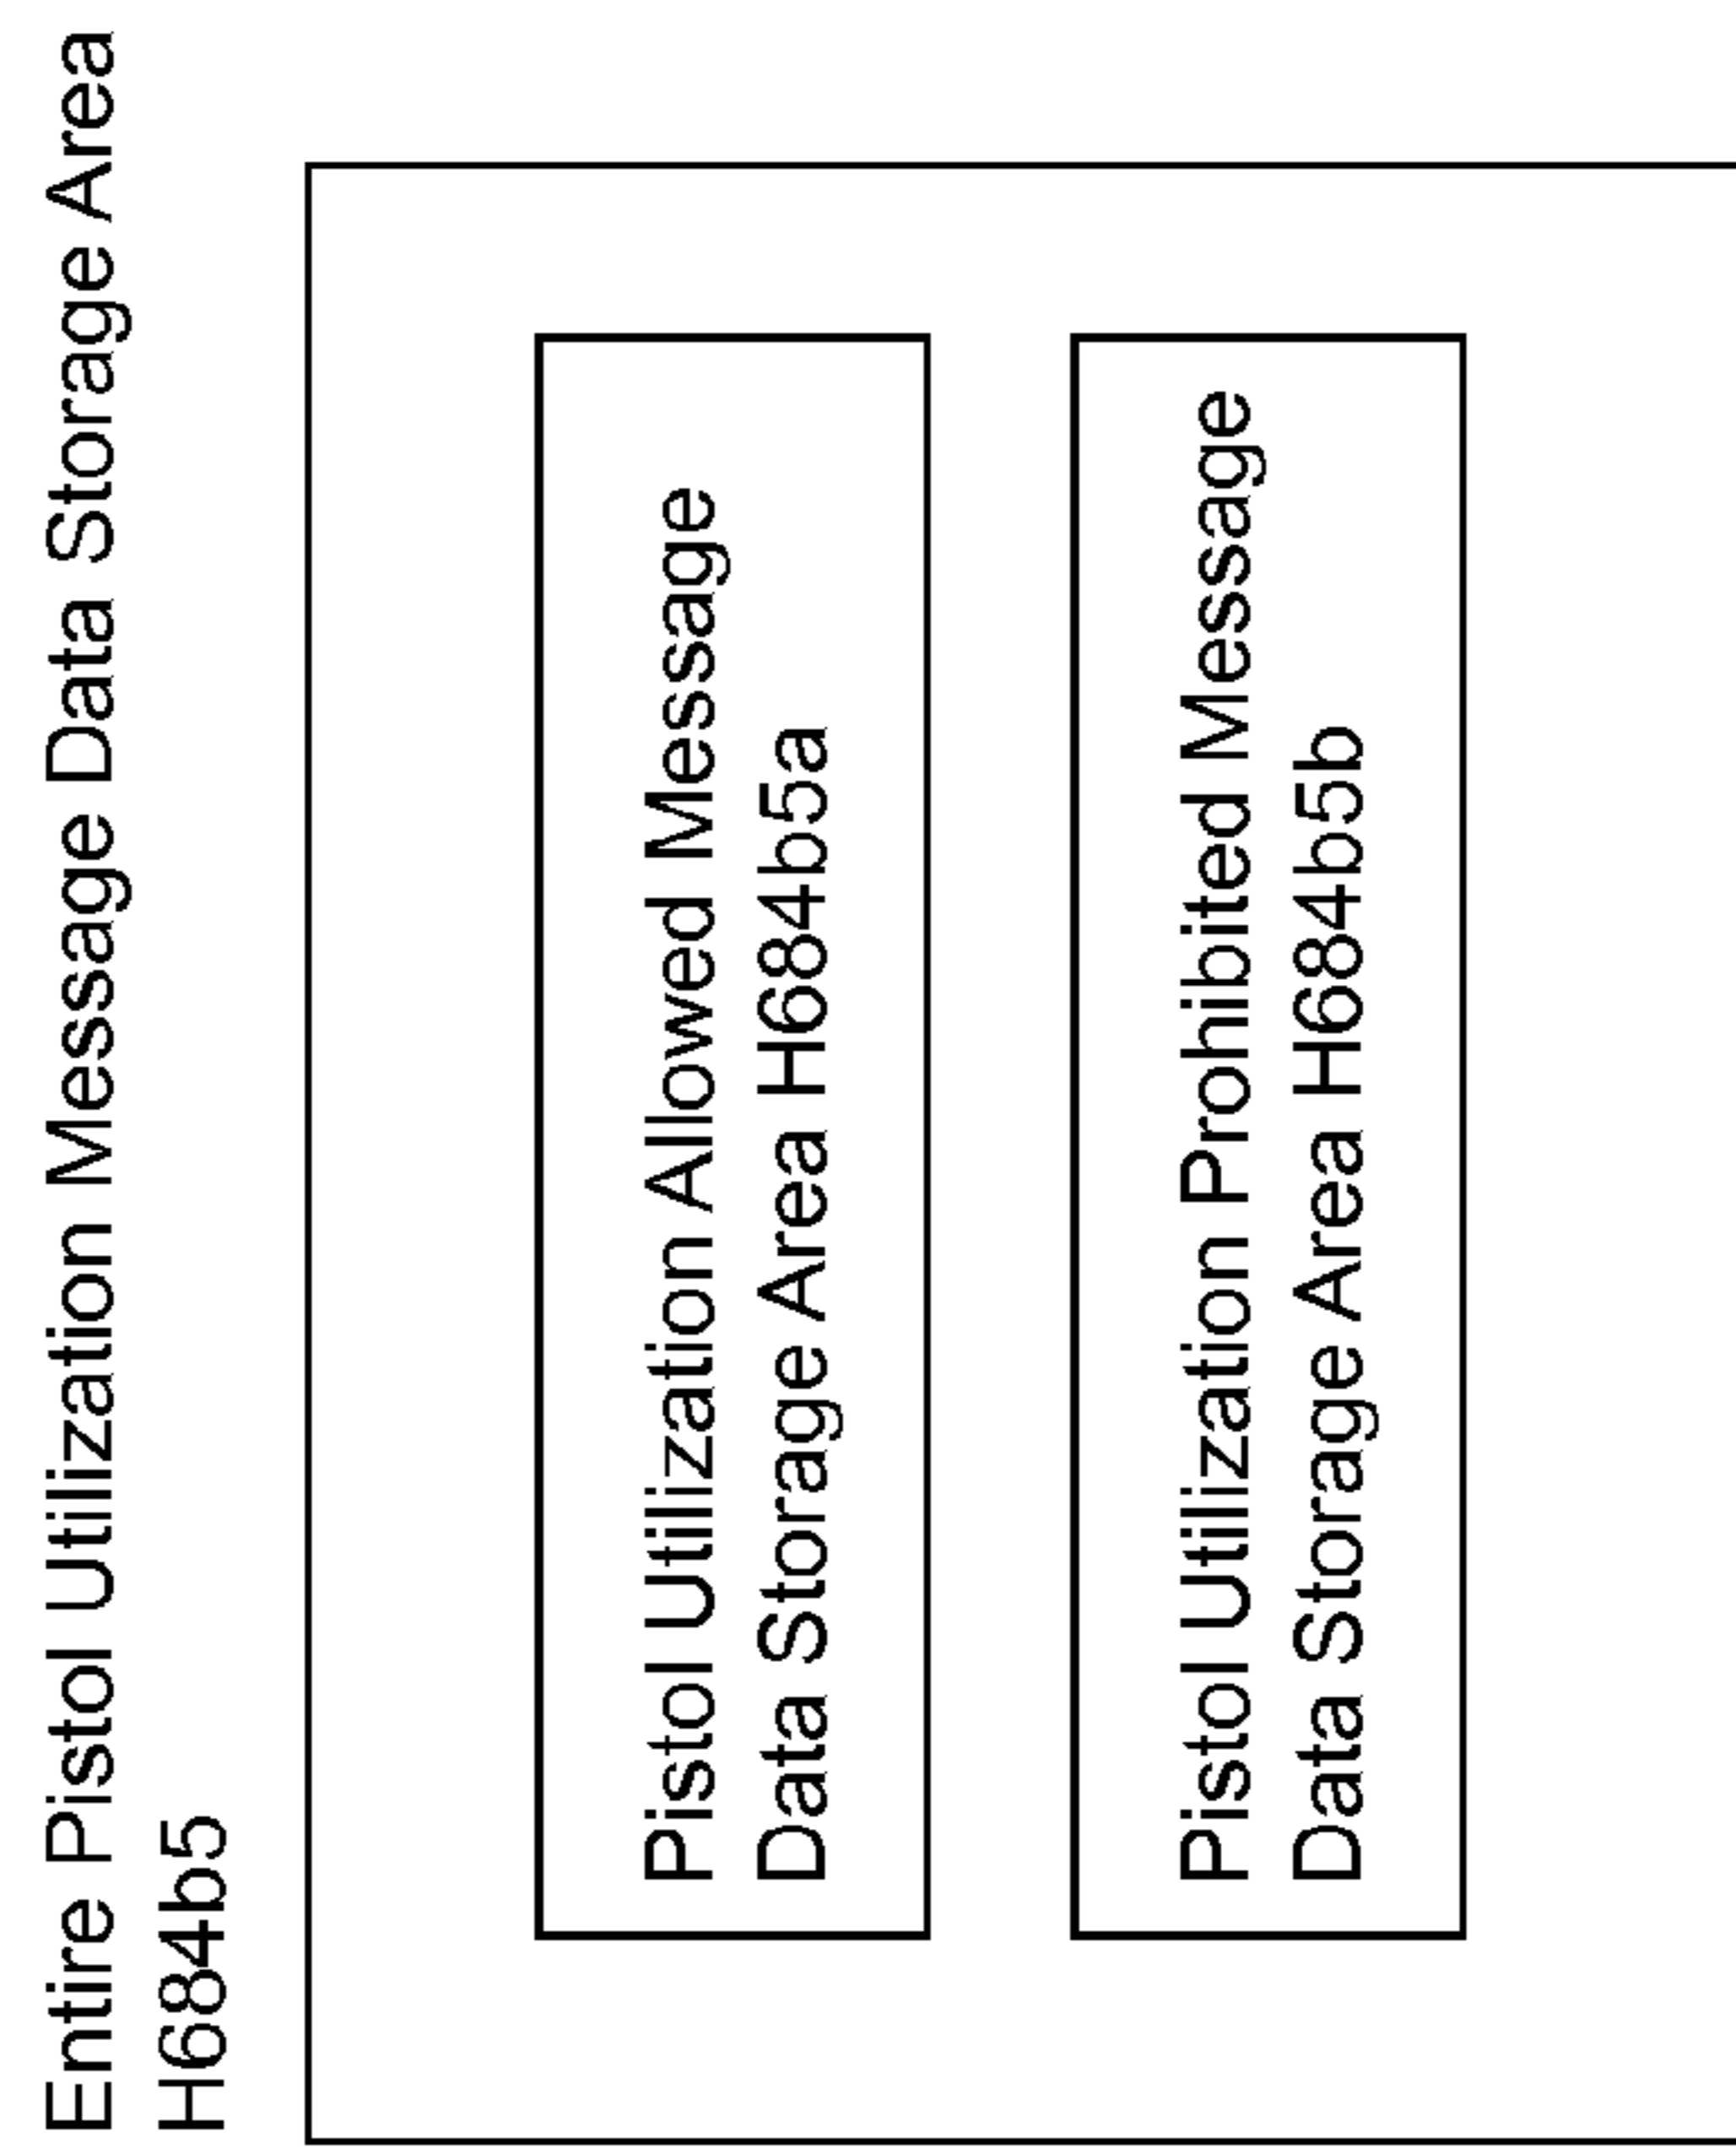 Entire Pistol Utilization Message Data Storage Area
H684b5
Pistol Utilization Allowed Message
Data Storage Area H684b5a
Pistol Utilization Prohibited Message
Data Storage Area H684b5b